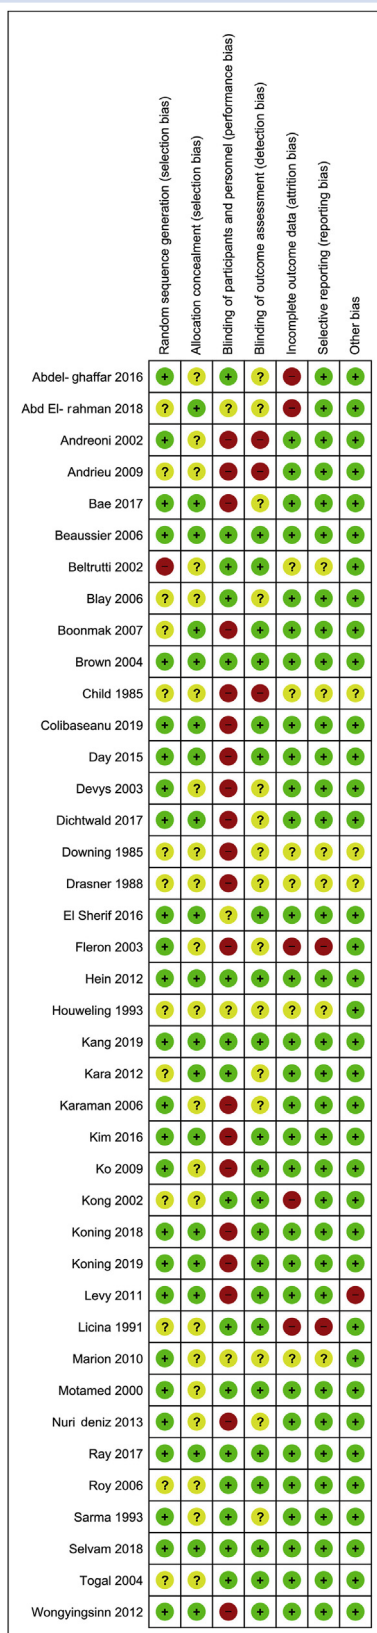 Random sequence generation (selection bias)
Allocation concealment (selection bias)
Blinding of participants and personnel (performance bias)
Blinding of outcome assessment (detection bias)
Incomplete outcome data (attrition bias)
Selective reporting (reporting bias)
Other bias
Abdel- ghaffar 2016 + ? + ? - + +
Abd El- rahman 2018 ? + ? ? - + +
Andreoni 2002 + ? - - + + +
Andrieu 2009 ? ? - - + + +
Bae 2017 + + - ? + + +
Beaussier 2006 + + + + + + +
Beltrutti 2002 - ? + + ? ? +
Blay 2006 ? ? + ? + + +
Boonmak 2007 ? + - + + + +
Brown 2004 + + + + + + +
Child 1985 ? ? - - ? ? ?
Colibaseanu 2019 + + - + + + +
Day 2015 + + - + + + +
Devys 2003 + ? - ? + + +
Dichtwald 2017 + + - ? + + +
Downing 1985 ? ? - ? ? ? ?
Drasner 1988 ? ? - ? ? ? ?
El Sherif 2016 + + ? + + + +
Fleron 2003 + ? - ? - - +
Hein 2012 + + + + + + +
Houweling 1993 ? ? ? ? ? ? +
Kang 2019 + + + + + + +
Kara 2012 ? + + ? + + +
Karaman 2006 + ? - ? + + +
Kim 2016 + + - + + + +
Ko 2009 + ? - + + + +
Kong 2002 ? ? + + - + +
Koning 2018 + + - + + + +
Koning 2019 + + - + + + +
Levy 2011 + + - + + + -
Licina 1991 ? ? + + - - +
Marion 2010 + ? ? ? ? ? +
Motamed 2000 + ? + + + + +
Nuri deniz 2013 + ? - ? + + +
Ray 2017 + + + + + + +
Roy 2006 ? ? + + + + +
Sarma 1993 + ? + ? + + +
Selvam 2018 + + + + + + +
Togal 2004 ? ? + + + + +
Wongyingsinn 2012 + + - + + + +